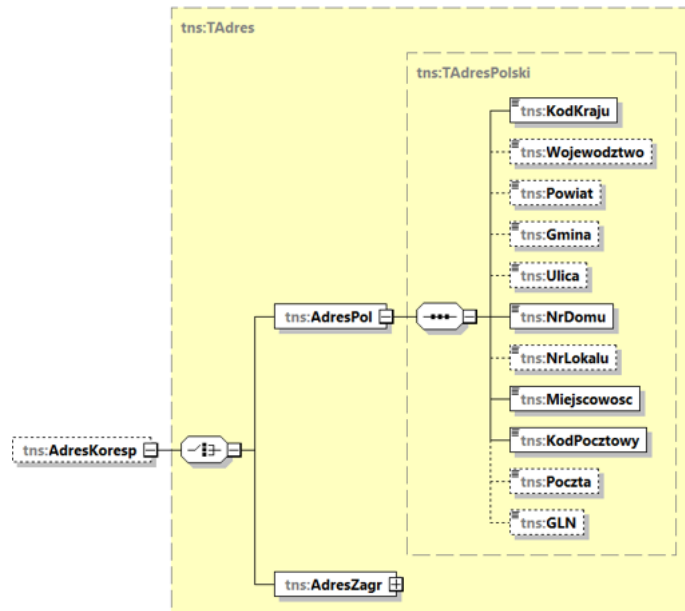 tns:TAdres
tns:TAdresPolski
tns:KodKraju
tns:Wojewodztwo
tns:Powiat
tns:Gmina
tns:Ulica
tns:AdresPol
tns:NrDomu
tns:NrLokalu
tns:Miejscowosc
tns:AdresKoresp
tns:KodPocztowy
tns:Poczta
tns:GLN
tns:AdresZagr